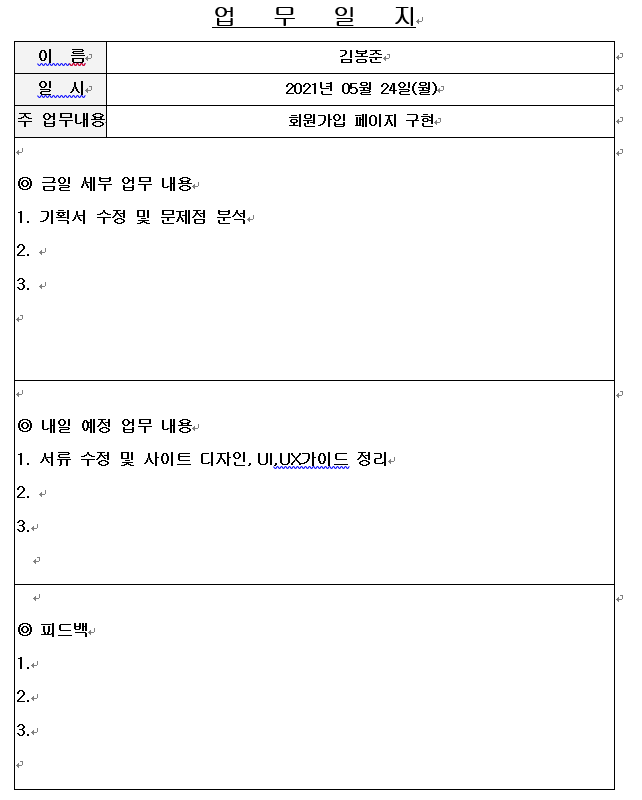 업 무 일 지
이 름 김봉준
일 시 2021년 05월 24일(월)
주 업무내용 회원가입 페이지 구현
◎ 금일 세부 업무 내용
1. 기획서 수정 및 문제점 분석
2.
3.
◎ 내일 예정 업무 내용
1. 서류 수정 및 사이트 디자인, UI,UX가이드 정리
2.
3.
◎ 피드백
1.
2.
3.